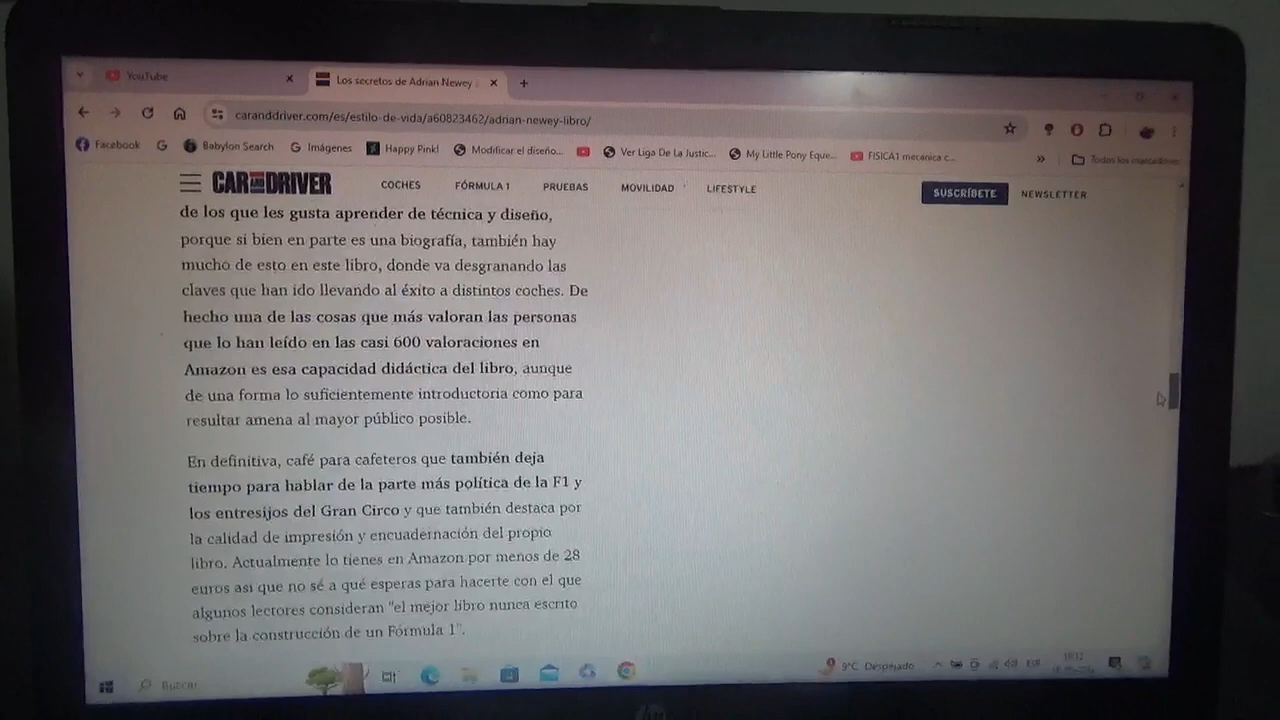 YouTube
Los secretos de Adrian Newey
caranddriver.com/es/estilo-de-vida/a60823462/adrian-newey-libro/
Facebook Babylon Search Imágenes Happy Pink! Modificar el diseño... Ver Liga De La Justic... My Little Pony Eque... FISICA1 mecanica c... » Todos los marcadores
CAR AND DRIVER COCHES FÓRMULA 1 PRUEBAS MOVILIDAD LIFESTYLE SUSCRÍBETE NEWSLETTER
de los que les gusta aprender de técnica y diseño,
porque si bien en parte es una biografía, también hay
mucho de esto en este libro, donde va desgranando las
claves que han ido llevando al éxito a distintos coches. De
hecho una de las cosas que más valoran las personas
que lo han leído en las casi 600 valoraciones en
Amazon es esa capacidad didáctica del libro, aunque
de una forma lo suficientemente introductoria como para
resultar amena al mayor público posible.
En definitiva, café para cafeteros que también deja
tiempo para hablar de la parte más política de la F1 y
los entresijos del Gran Circo y que también destaca por
la calidad de impresión y encuadernación del propio
libro. Actualmente lo tienes en Amazon por menos de 28
euros así que no sé a qué esperas para hacerte con el que
algunos lectores consideran "el mejor libro nunca escrito
sobre la construcción de un Fórmula 1".
Buscar 9°C Despejado ESP
hp